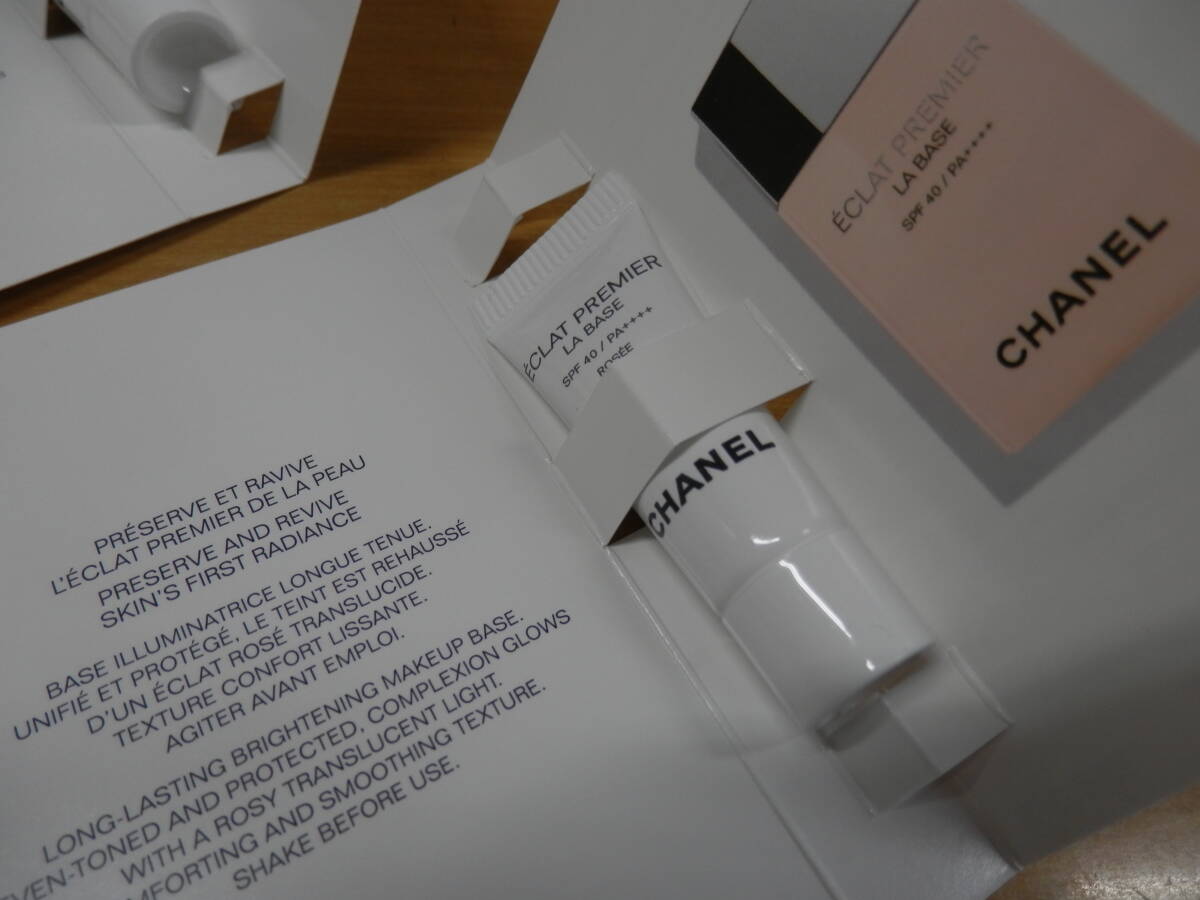 PRÉSERVE ET RAVIVE
L'ÉCLAT PREMIER DE LA PEAU
PRESERVE AND REVIVE
SKIN'S FIRST RADIANCE
BASE ILLUMINATRICE LONGUE TENUE.
UNIFIÉ ET PROTÉGÉ, LE TEINT EST REHAUSSÉ
D'UN ÉCLAT ROSÉ TRANSLUCIDE.
TEXTURE CONFORT LISSANTE.
AGITER AVANT EMPLOI.
LONG-LASTING BRIGHTENING MAKEUP BASE.
AND PROTECTED, COMPLEXION GLOWS
WITH A ROSY TRANSLUCENT LIGHT.
AND SMOOTHING TEXTURE.
SHAKE BEFORE USE.
ÉCLAT PREMIER
LA BASE
SPF 40 / PA++++
ROSÉE
CHANEL
ÉCLAT PREMIER
LA BASE
SPF 40 / PA++++
CHANEL